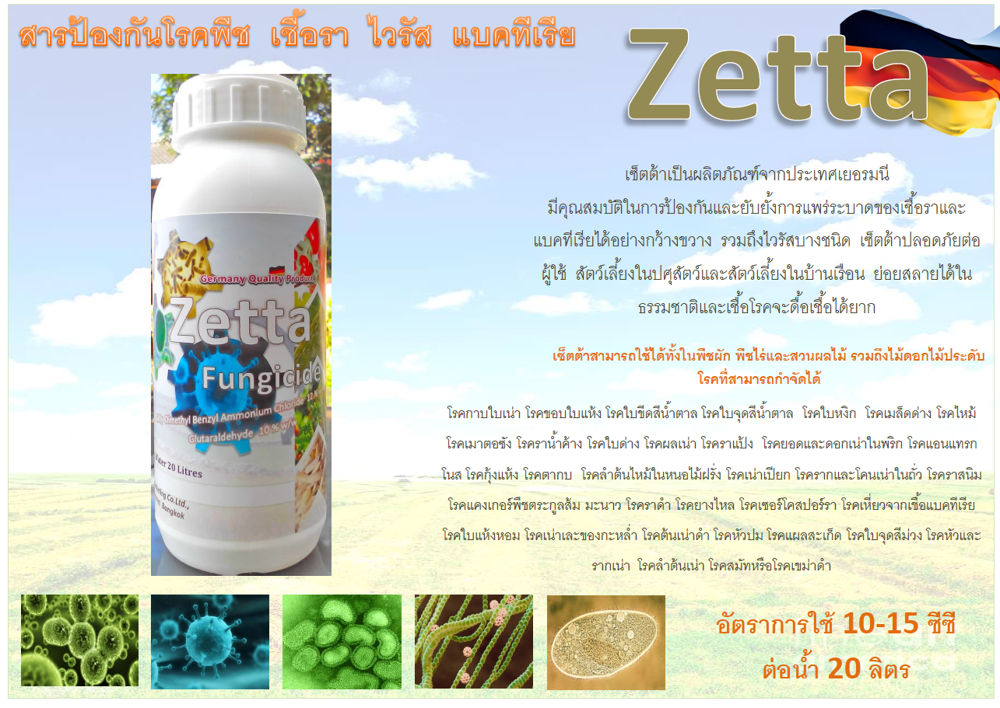 สารป้องกันโรคพืช เชื้อรา ไวรัส แบคทีเรีย
Zetta
เซ็ตต้าเป็นผลิตภัณฑ์จากประเทศเยอรมนี
มีคุณสมบัติในการป้องกันและยับยั้งการแพร่ระบาดของเชื้อราและ
แบคทีเรียได้อย่างกว้างขวาง รวมถึงไวรัสบางชนิด เซ็ตต้าปลอดภัยต่อ
ผู้ใช้ สัตว์เลี้ยงในปศุสัตว์และสัตว์เลี้ยงในบ้านเรือน ย่อยสลายได้ใน
ธรรมชาติและเชื้อโรคจะดื้อเชื้อได้ยาก
เซ็ตต้าสามารถใช้ได้ทั้งในพืชผัก พืชไร่และสวนผลไม้ รวมถึงไม้ดอกไม้ประดับ
โรคที่สามารถกำจัดได้
โรคกาบใบเน่า โรคขอบใบแห้ง โรคใบขีดสีน้ำตาล โรคใบจุดสีน้ำตาล โรคใบหงิก โรคเมล็ดด่าง โรคไหม้
โรคเมาตอซัง โรคราน้ำค้าง โรคใบด่าง โรคผลเน่า โรคราแป้ง โรคยอดและดอกเน่าในพริก โรคแอนแทรก
โนส โรคกุ้งแห้ง โรคตากบ โรคลำต้นไหม้ในหนอไม้ฝรั่ง โรคเน่าเปียก โรครากและโคนเน่าในถั่ว โรคราสนิม
โรคแคงเกอร์พืชตระกูลส้ม มะนาว โรคราดำ โรคยางไหล โรคเซอร์โคสปอร์รา โรคเหี่ยวจากเชื้อแบคทีเรีย
โรคใบแห้งหอม โรคเน่าเละของกะหล่ำ โรคต้นเน่าดำ โรคหัวปม โรคแผลสะเก็ด โรคใบจุดสีม่วง โรคหัวและ
รากเน่า โรคลำต้นเน่า โรคสมัทหรือโรคเขม่าดำ
อัตราการใช้ 10-15 ซีซี
ต่อน้ำ 20 ลิตร
Germany Quality Product
Zetta
Fungicide
Dimethyl Benzyl Ammonium Chloride 12
Glutaraldehyde 10 % w/w
Water 20 Litres
Co.Ltd.,
Bangkok